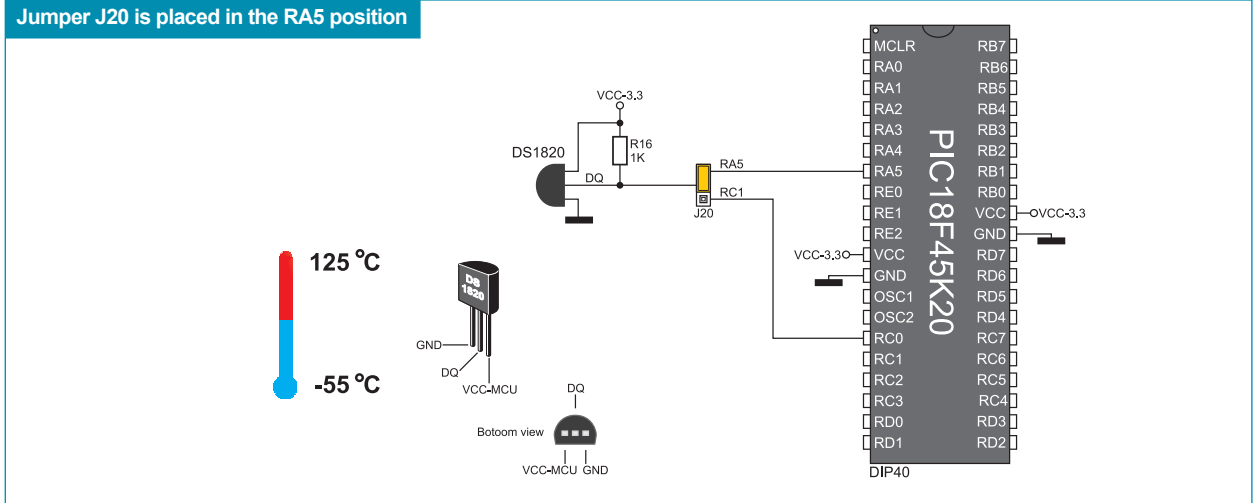 Jumper J20 is placed in the RA5 position
VCC-3.3
R16
1K
DS1820
DQ
RA5
RC1
J20
125 °C
-55 °C
DS
1820
GND
DQ
VCC-MCU
DQ
Botoom view
VCC-MCU GND
VCC-3.3
VCC-3.3
MCLR RB7
RA0 RB6
RA1 RB5
RA2 RB4
RA3 RB3
RA4 RB2
RA5 RB1
RE0 RB0
RE1 VCC
RE2 GND
VCC RD7
GND RD6
OSC1 RD5
OSC2 RD4
RC0 RC7
RC1 RC6
RC2 RC5
RC3 RC4
RD0 RD3
RD1 RD2
PIC18F45K20
DIP40